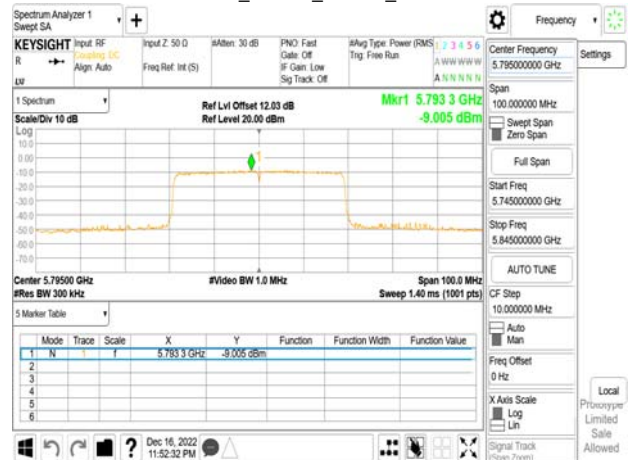 Spectrum Analyzer 1
Swept SA
Frequency
KEYSIGHT Input: RF Input Z: 50 Ω #Atten: 30 dB PNO: Fast #Avg Type: Power (RMS 1 2 3 4 5 6
R Coupling: DC Gate: Off Trig: Free Run A W W W W W
Align: Auto Freq Ref: Int (S) IF Gain: Low
Sig Track: Off A N N N N N
LU
Settings
Center Frequency
5.795000000 GHz
Span
100.000000 MHz
Swept Span
Zero Span
Full Span
Start Freq
5.745000000 GHz
Stop Freq
5.845000000 GHz
AUTO TUNE
CF Step
10.000000 MHz
Auto
Man
Freq Offset
0 Hz
X Axis Scale
Log
Lin
Signal Track
(Span Zoom)
Local
Prototype
Limited
Sale
Allowed
1 Spectrum Ref Lvl Offset 12.03 dB Mkr1 5.793 3 GHz
Scale/Div 10 dB Ref Level 20.00 dBm -9.005 dBm
Log
10.0
0.00
-10.0
-20.0
-30.0
-40.0
-50.0
-60.0
-70.0
1
Center 5.79500 GHz #Video BW 1.0 MHz Span 100.0 MHz
#Res BW 300 kHz Sweep 1.40 ms (1001 pts)
5 Marker Table
Mode Trace Scale X Y Function Function Width Function Value
1 N 1 f 5.793 3 GHz -9.005 dBm
2
3
4
5
6
? Dec 16, 2022
11:52:32 PM